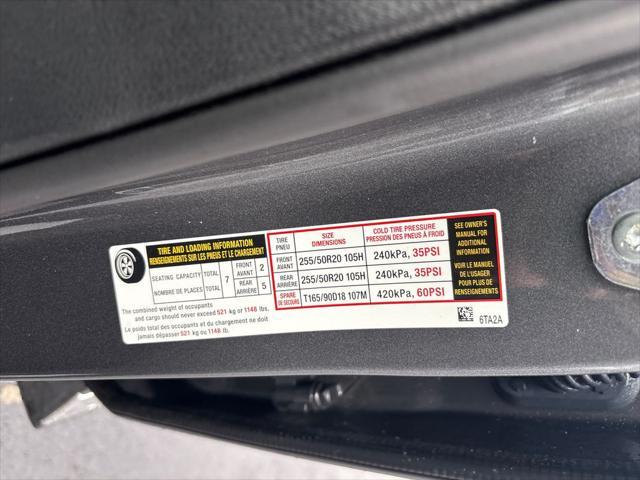 TIRE AND LOADING INFORMATION
RENSEIGNEMENTS SUR LES PNEUS ET LE CHARGEMENT
SEATING CAPACITY TOTAL 7 FRONT AVANT 2
NOMBRE DE PLACES TOTAL REAR ARRIÈRE 5
The combined weight of occupants
and cargo should never exceed 521 kg or 1148 lbs.
Le poids total des occupants et du chargement ne doit
jamais dépasser 521 kg ou 1148 lb.
TIRE PNEU SIZE DIMENSIONS COLD TIRE PRESSURE PRESSION DES PNEUS À FROID
FRONT AVANT 255/50R20 105H 240kPa, 35PSI
REAR ARRIÈRE 255/50R20 105H 240kPa, 35PSI
SPARE DE SECOURS T165/90D18 107M 420kPa, 60PSI
SEE OWNER'S
MANUAL FOR
ADDITIONAL
INFORMATION
VOIR LE MANUEL
DE L'USAGER
POUR PLUS DE
RENSEIGNEMENTS
6TA2A